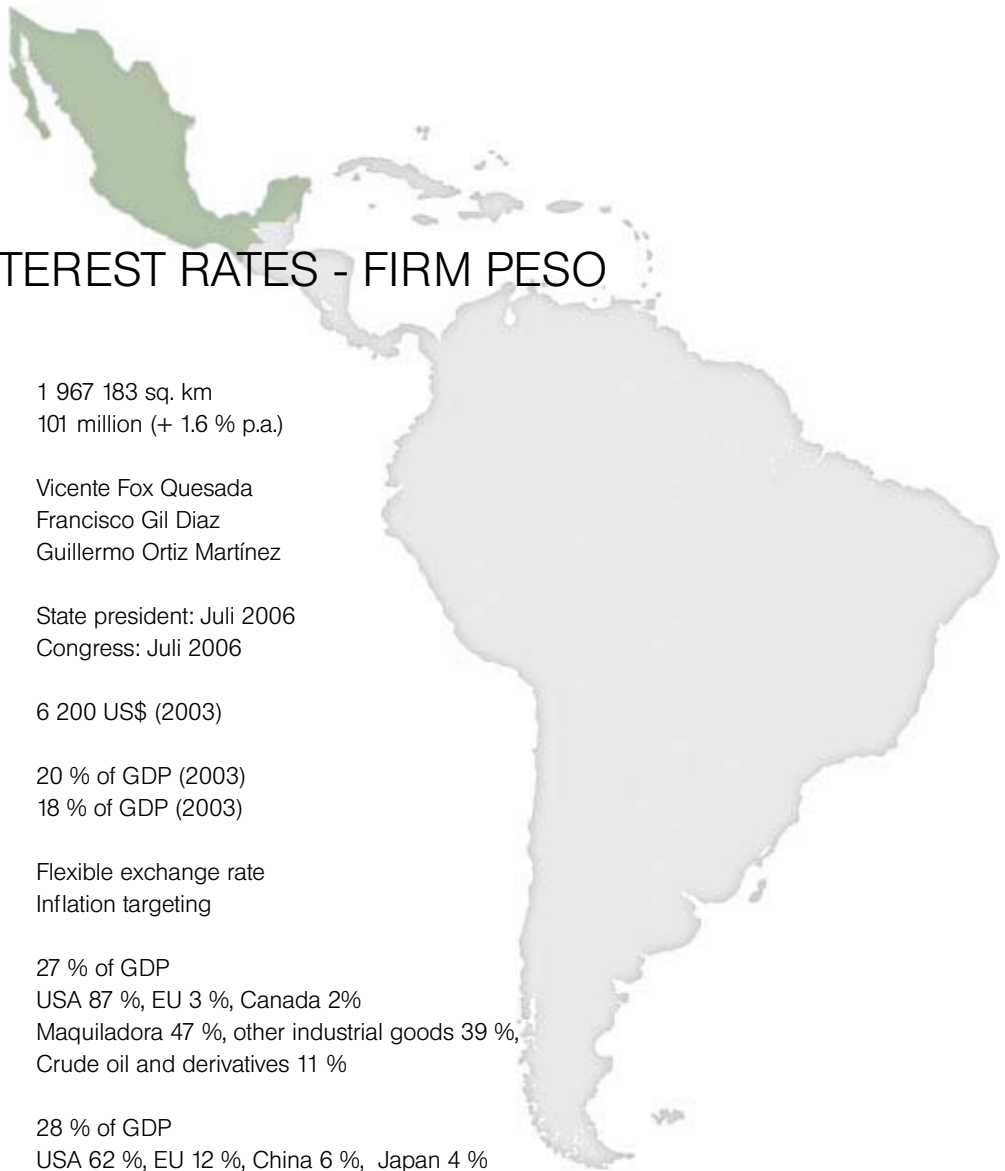 TEREST RATES - FIRM PESO
1 967 183 sq. km
101 million (+ 1.6 % p.a.)
Vicente Fox Quesada
Francisco Gil Diaz
Guillermo Ortiz Martínez
State president: Juli 2006
Congress: Juli 2006
6 200 US$ (2003)
20 % of GDP (2003)
18 % of GDP (2003)
Flexible exchange rate
Inflation targeting
27 % of GDP
USA 87 %, EU 3 %, Canada 2%
Maquiladora 47 %, other industrial goods 39 %,
Crude oil and derivatives 11 %
28 % of GDP
USA 62 %, EU 12 %, China 6 %, Japan 4 %